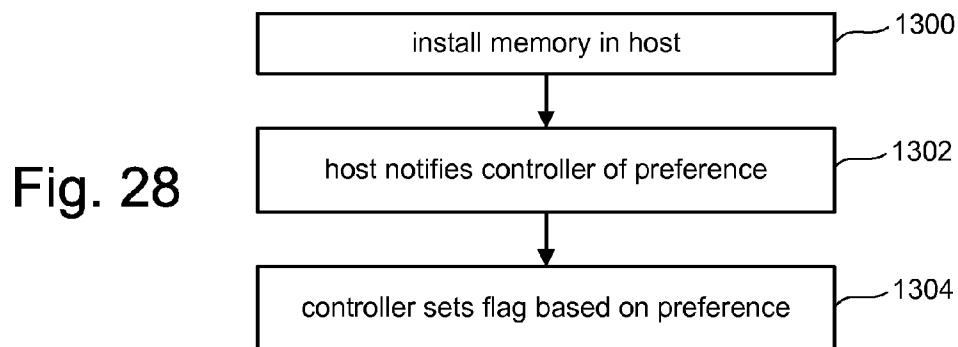 install memory in host
1300
host notifies controller of preference
1302
Fig. 28
controller sets flag based on preference
1304